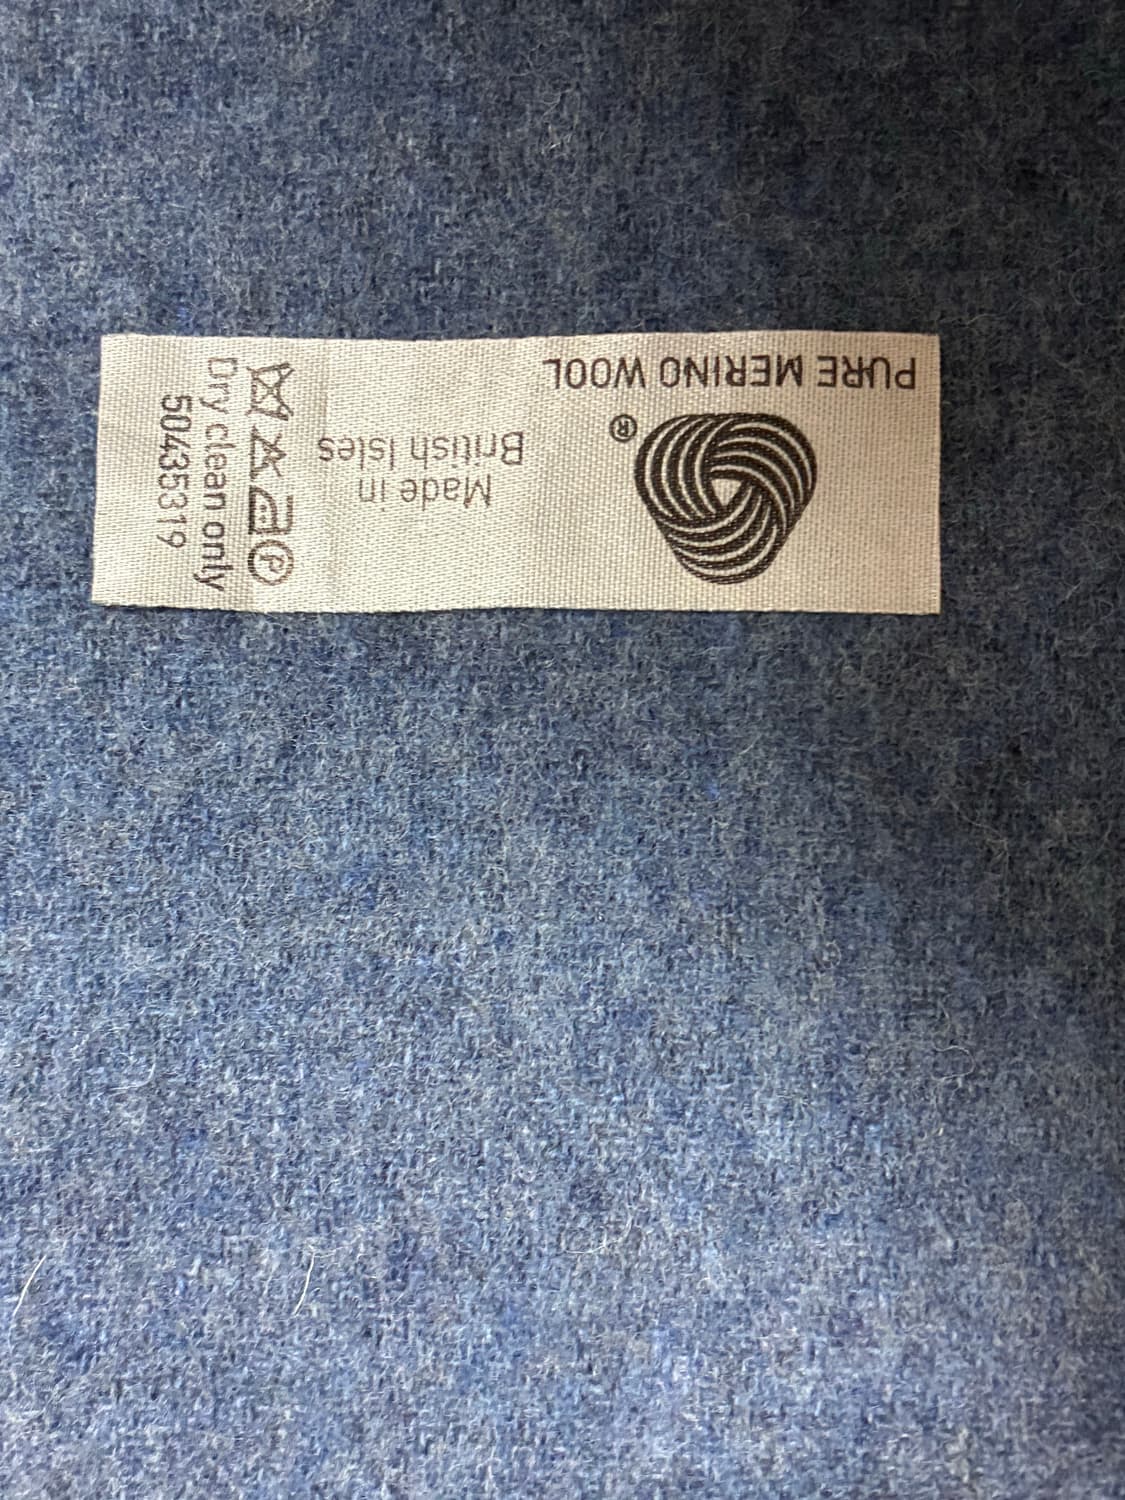 PURE MERINO WOOL
®
Made in
British Isles
P
Dry clean only
50435319